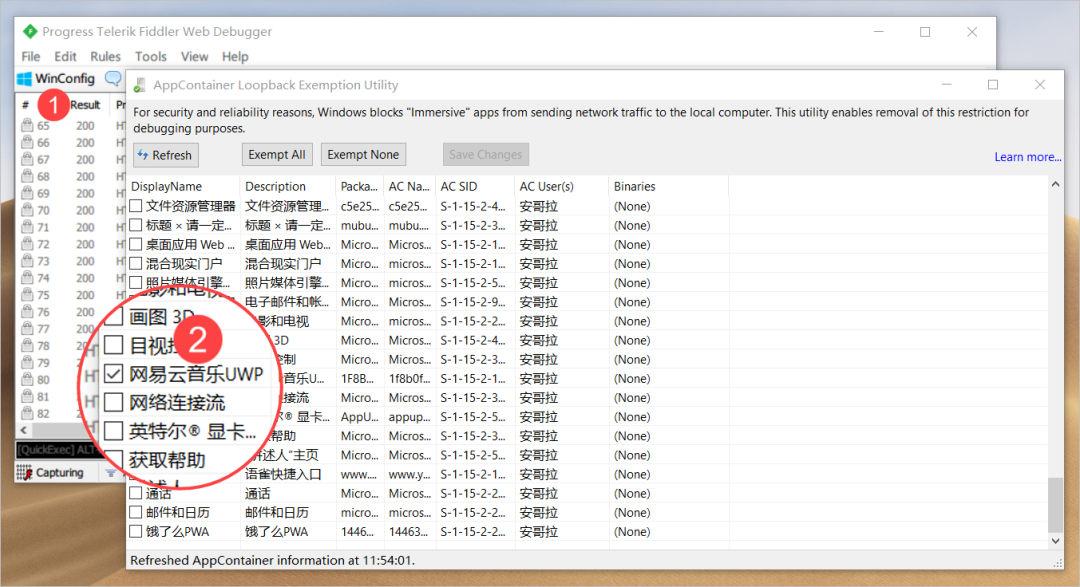 Progress Telerik Fiddler Web Debugger
File Edit Rules Tools View Help
WinConfig
AppContainer Loopback Exemption Utility
# 1 Result
For security and reliability reasons, Windows blocks "Immersive" apps from sending network traffic to the local computer. This utility enables removal of this restriction for
debugging purposes.
Refresh Exempt All Exempt None Save Changes Learn more...
DisplayName Description Packa... AC Na... AC SID AC User(s) Binaries
65 200
66 200
67 200
68 200
69 200
70 200
71 200
72 200
73 200
74 200
75 200
76 200
77 200
78
79
80
81
82
文件资源管理器 文件资源管理... c5e25... c5e25... S-1-15-2-4... 安哥拉 (None)
标题 × 请一定... 标题 × 请一定... mubu... mubu.... S-1-15-2-3... 安哥拉 (None)
桌面应用 Web ... 桌面应用 Web... Micros... Micros... S-1-15-2-1... 安哥拉 (None)
混合现实门户 混合现实门户 Micro... micros... S-1-15-2-1... 安哥拉 (None)
照片媒体引擎... 照片媒体引擎... Micro... micros... S-1-15-5-5... 安哥拉 (None)
电子邮件和帐... Micro... micros... S-1-15-2-9... 安哥拉 (None)
影和电视 Micro... micros... S-1-15-2-2... 安哥拉 (None)
3D Micro... micros... S-1-15-2-4... 安哥拉 (None)
控制 Micro... micros... S-1-15-2-3... 安哥拉 (None)
音乐U... 1F8B... 1f8b0f... S-1-15-2-3... 安哥拉 (None)
连接流 Micro... micros... S-1-15-2-1... 安哥拉 (None)
® 显卡... AppU... appup... S-1-15-2-5... 安哥拉 (None)
帮助 Micro... micros... S-1-15-2-3... 安哥拉 (None)
讲述人"主页 Micro... micros... S-1-15-2-5... 安哥拉 (None)
语雀快捷入口 www.... www.y... S-1-15-2-1... 安哥拉 (None)
通话 通话 Micro... micros... S-1-15-2-2... 安哥拉 (None)
邮件和日历 邮件和日历 micros... micros... S-1-15-2-2... 安哥拉 (None)
饿了么PWA 饿了么PWA 1446... 14463... S-1-15-2-2... 安哥拉 (None)
影和电视
画图 3D
目视 2
网易云音乐UWP
网络连接流
英特尔® 显卡...
获取帮助
[QuickExec] ALT
Capturing
Refreshed AppContainer information at 11:54:01.